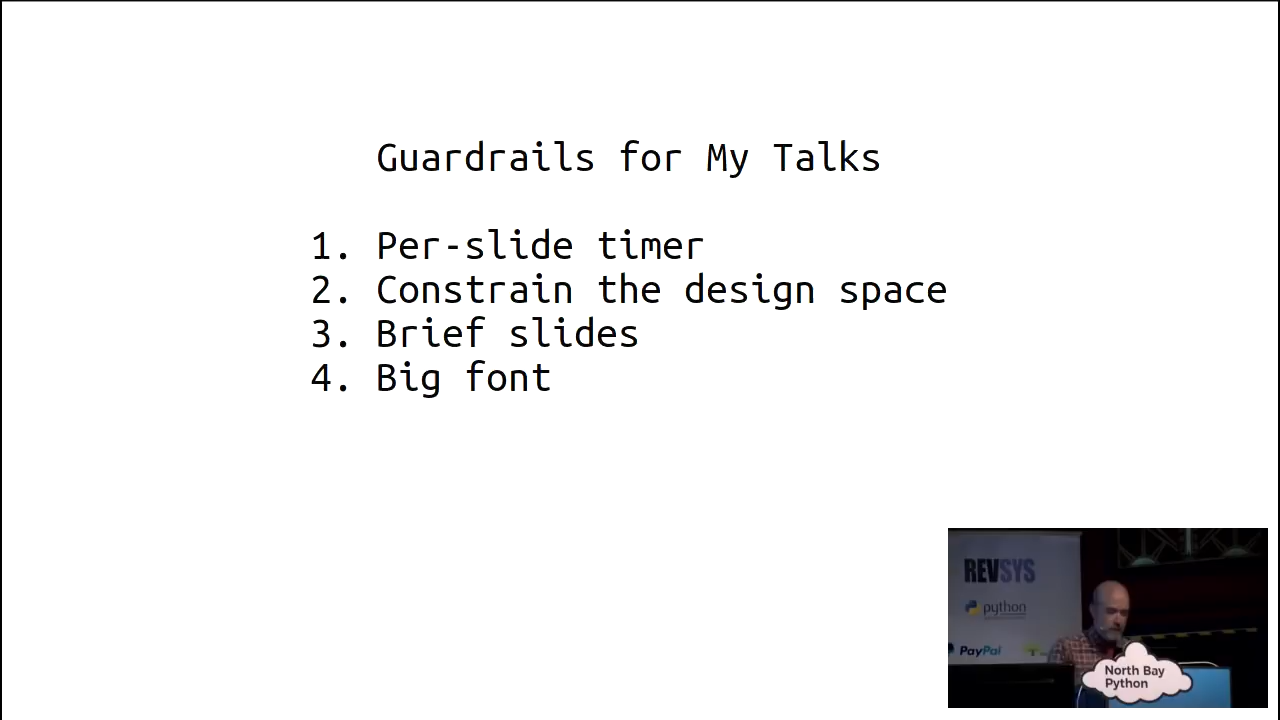 Guardrails for My Talks
1. Per-slide timer
2. Constrain the design space
3. Brief slides
4. Big font
REVSYS
python
PayPal
North Bay
Python